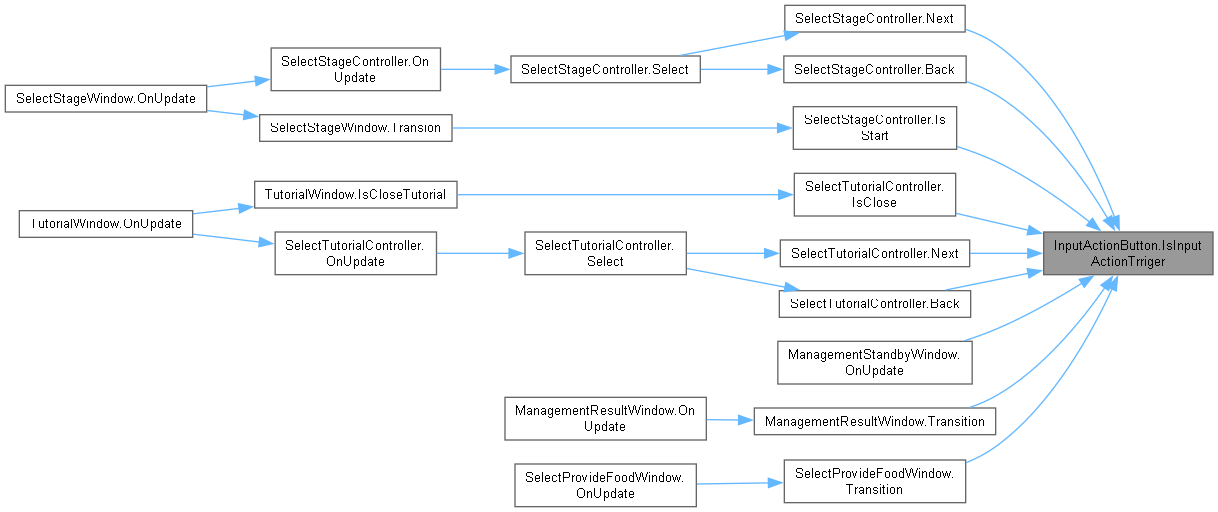 SelectStageController.Next
SelectStageController.On
Update
SelectStageController.Select
SelectStageController.Back
SelectStageWindow.OnUpdate
SelectStageWindow.Transition
SelectStageController.Is
Start
TutorialWindow.IsCloseTutorial
SelectTutorialController.
IsClose
TutorialWindow.OnUpdate
SelectTutorialController.
OnUpdate
SelectTutorialController.
Select
SelectTutorialController.Next
InputActionButton.IsInput
ActionTrriger
SelectTutorialController.Back
ManagementStandbyWindow.
OnUpdate
ManagementResultWindow.On
Update
ManagementResultWindow.Transition
SelectProvideFoodWindow.
OnUpdate
SelectProvideFoodWindow.
Transition